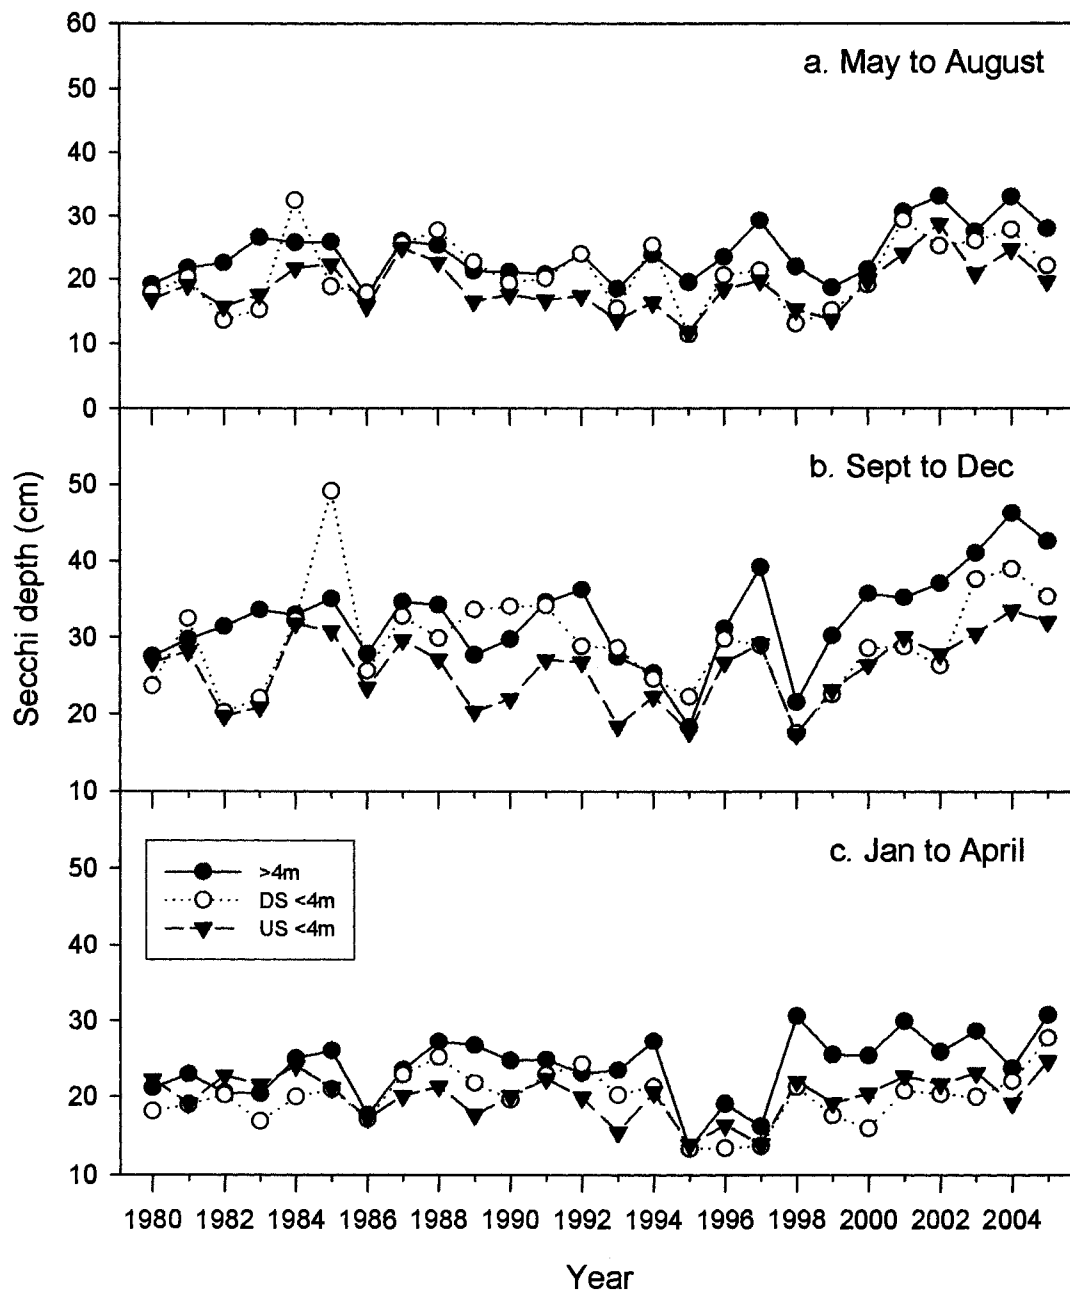 60
a. May to August
50
40
30
20
10
0
b. Sept to Dec
50
40
30
20
10
Secchi depth (cm)
c. Jan to April
>4m
DS <4m
US <4m
50
40
30
20
10
1980 1982 1984 1986 1988 1990 1992 1994 1996 1998 2000 2002 2004
Year